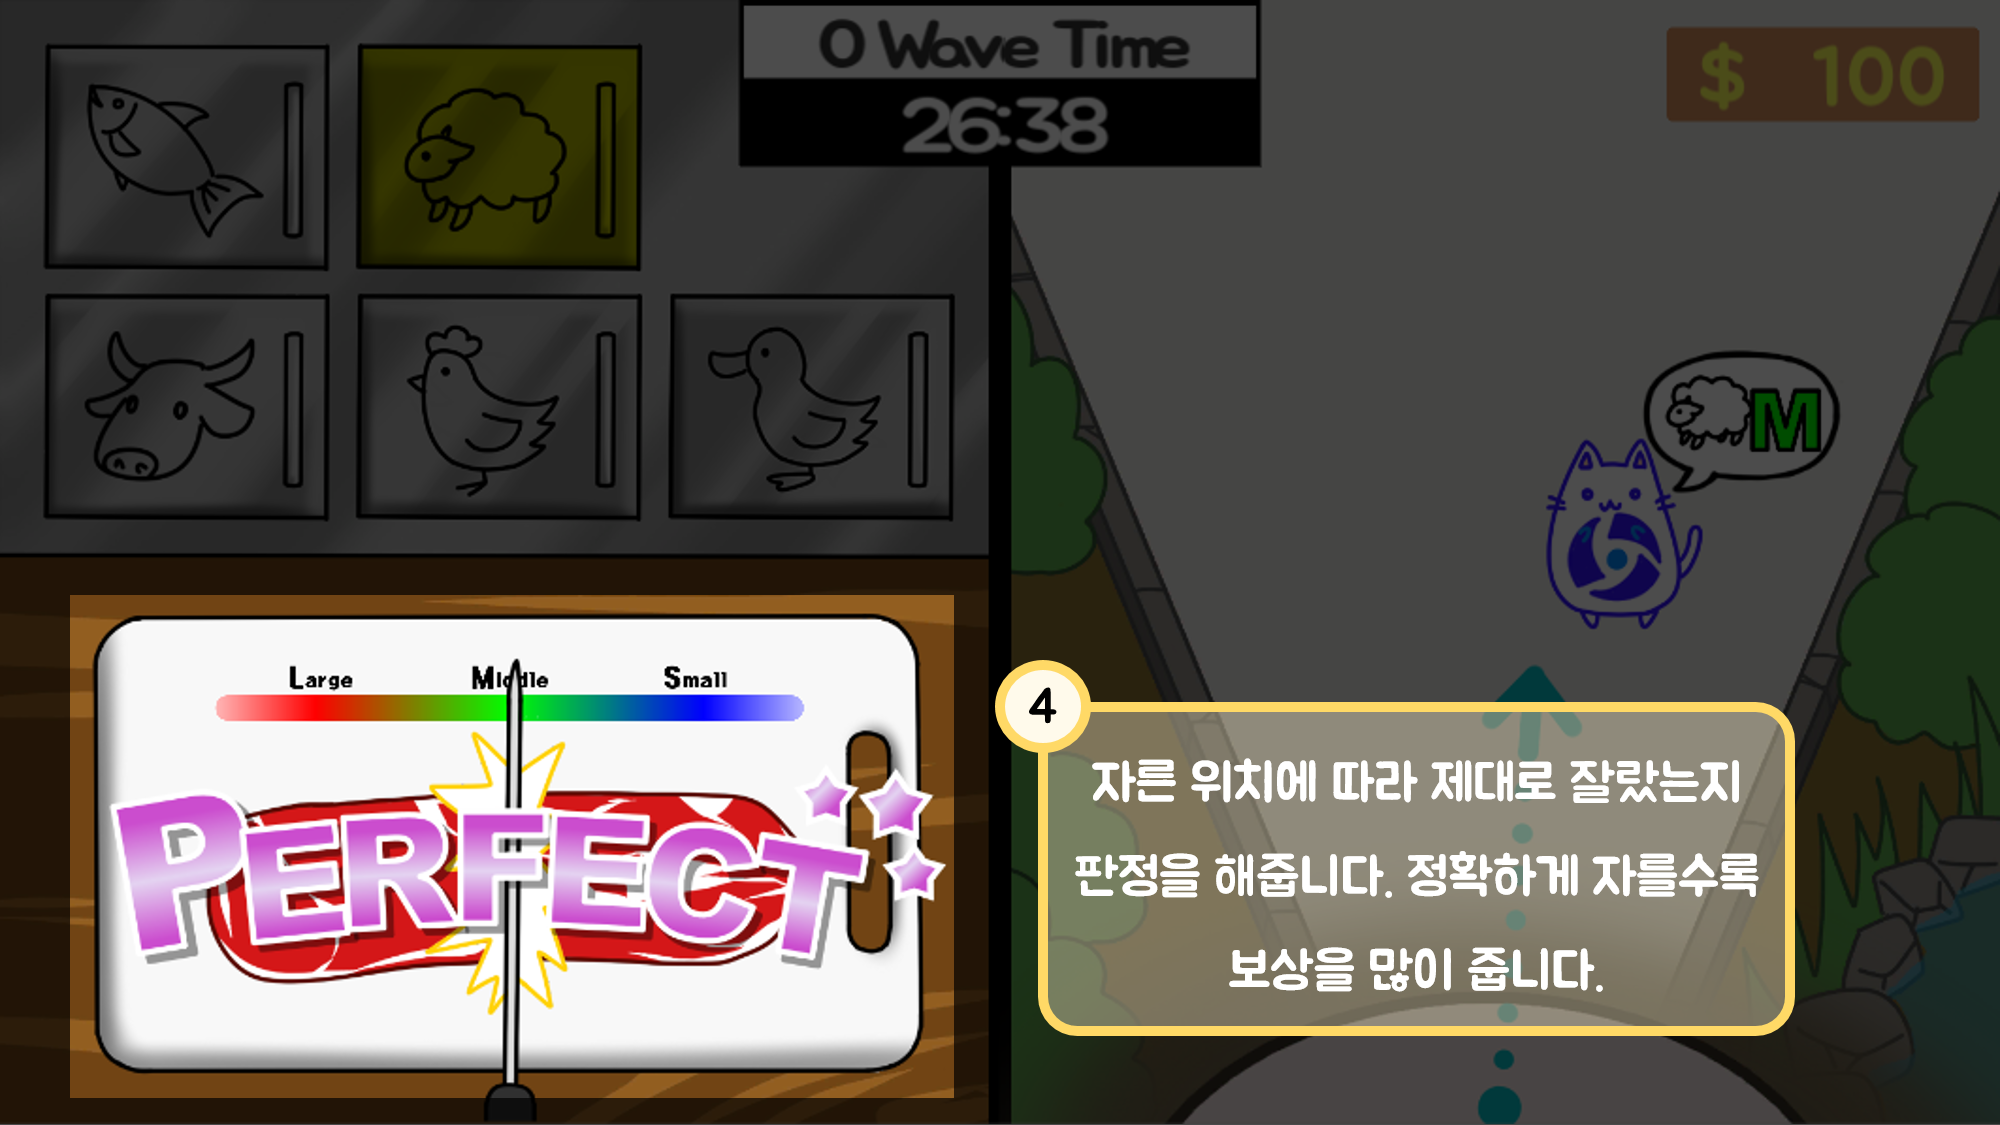 0 Wave Time
26:38
$ 100
M
Large Middle Small
PERFECT
4
자른 위치에 따라 제대로 잘랐는지
판정을 해줍니다. 정확하게 자를수록
보상을 많이 줍니다.